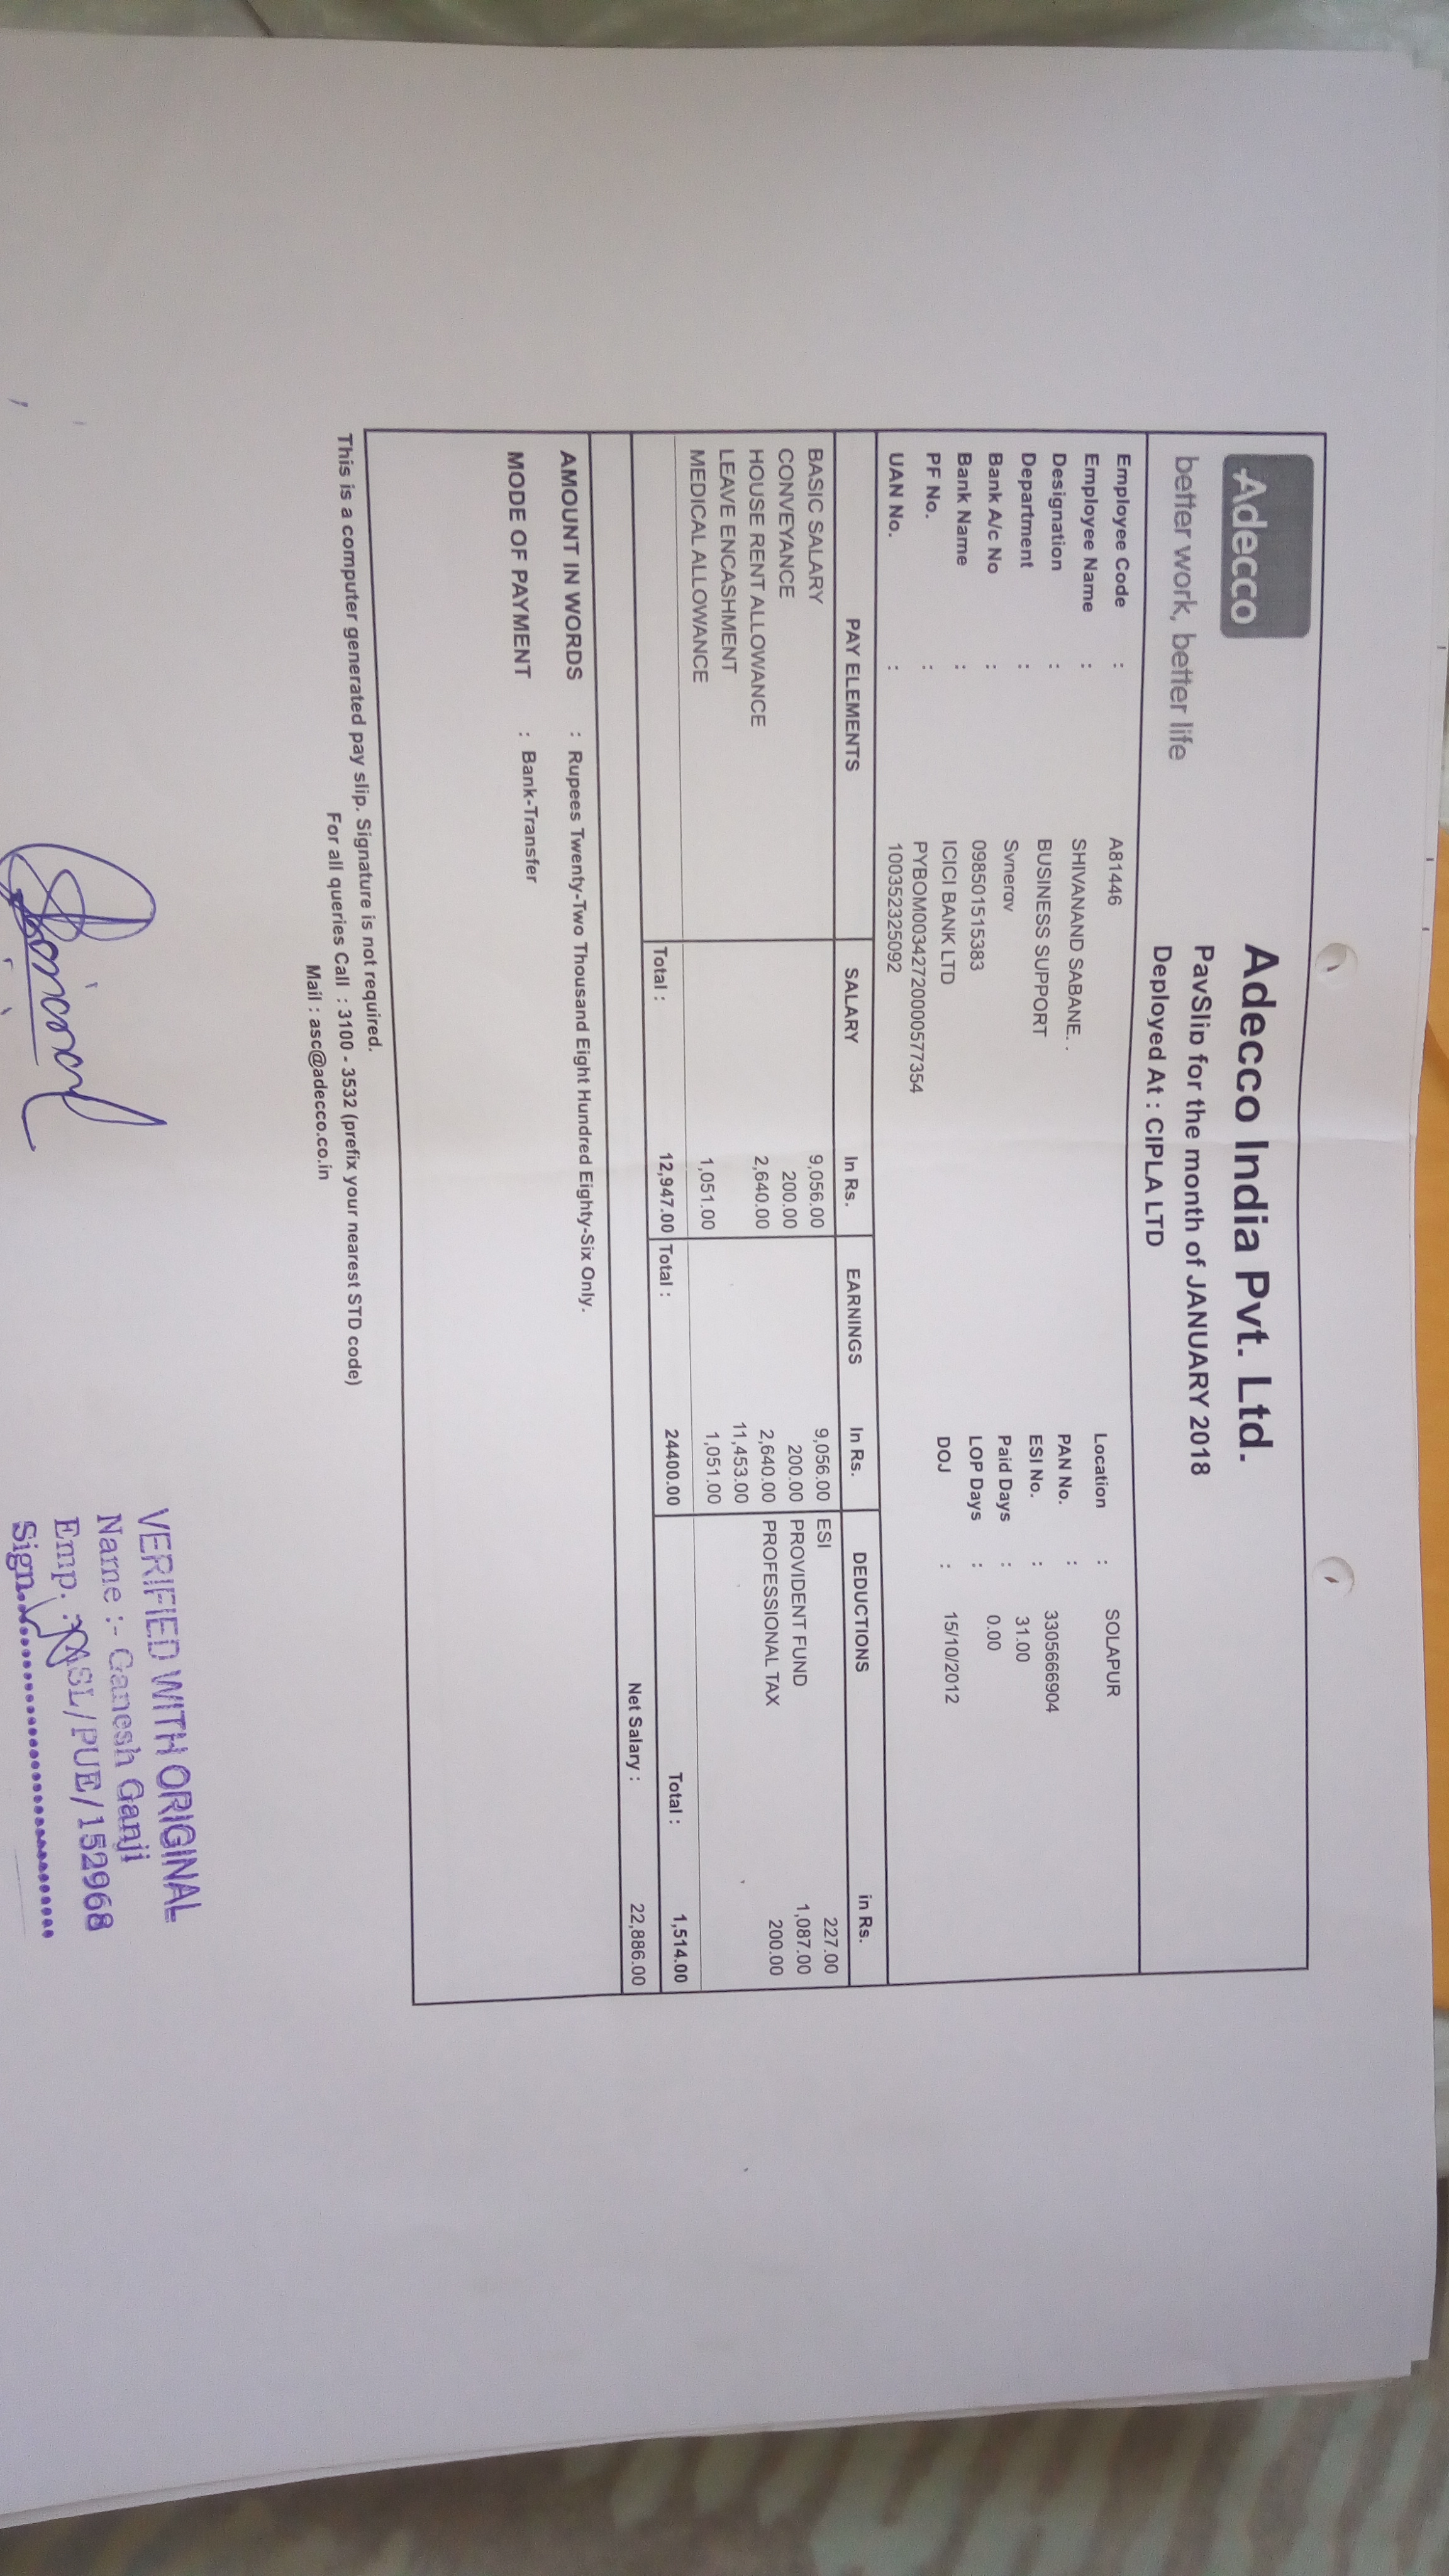 Adecco
better work, better life
Adecco India Pvt. Ltd.
PavSlip for the month of JANUARY 2018
Deployed At : CIPLA LTD
Employee Code : A81446
Employee Name : SHIVANAND SABANE. .
Designation : BUSINESS SUPPORT
Department : Svnerav
Bank A/c No : 098501515383
Bank Name : ICICI BANK LTD
PF No. : PYBOM00342720000577354
UAN No. : 100352325092
Location : SOLAPUR
PAN No. :
ESI No. : 3305666904
Paid Days : 31.00
LOP Days : 0.00
DOJ : 15/10/2012
PAY ELEMENTS SALARY In Rs. EARNINGS In Rs. DEDUCTIONS in Rs.
BASIC SALARY 9,056.00 9,056.00 ESI 227.00
CONVEYANCE 200.00 200.00 PROVIDENT FUND 1,087.00
HOUSE RENT ALLOWANCE 2,640.00 2,640.00 PROFESSIONAL TAX 200.00
LEAVE ENCASHMENT 11,453.00
MEDICAL ALLOWANCE 1,051.00 1,051.00
Total : 12,947.00 Total : 24400.00 Total : 1,514.00
Net Salary : 22,886.00
AMOUNT IN WORDS : Rupees Twenty-Two Thousand Eight Hundred Eighty-Six Only.
MODE OF PAYMENT : Bank-Transfer
This is a computer generated pay slip. Signature is not required.
For all queries Call : 3100 - 3532 (prefix your nearest STD code)
Mail : asc@adecco.co.in
VERIFIED WITH ORIGINAL
Name :- Ganesh Ganji
Emp. SL/PUE/152968
Sign.